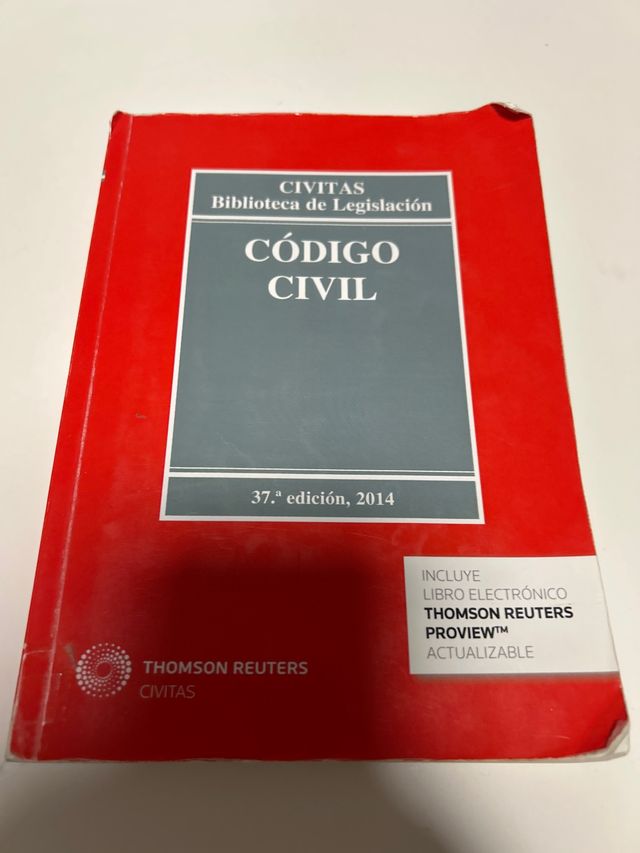 CIVITAS
Biblioteca de Legislación
CÓDIGO
CIVIL
37.ª edición, 2014
INCLUYE
LIBRO ELECTRÓNICO
THOMSON REUTERS
PROVIEW™
ACTUALIZABLE
THOMSON REUTERS
CIVITAS